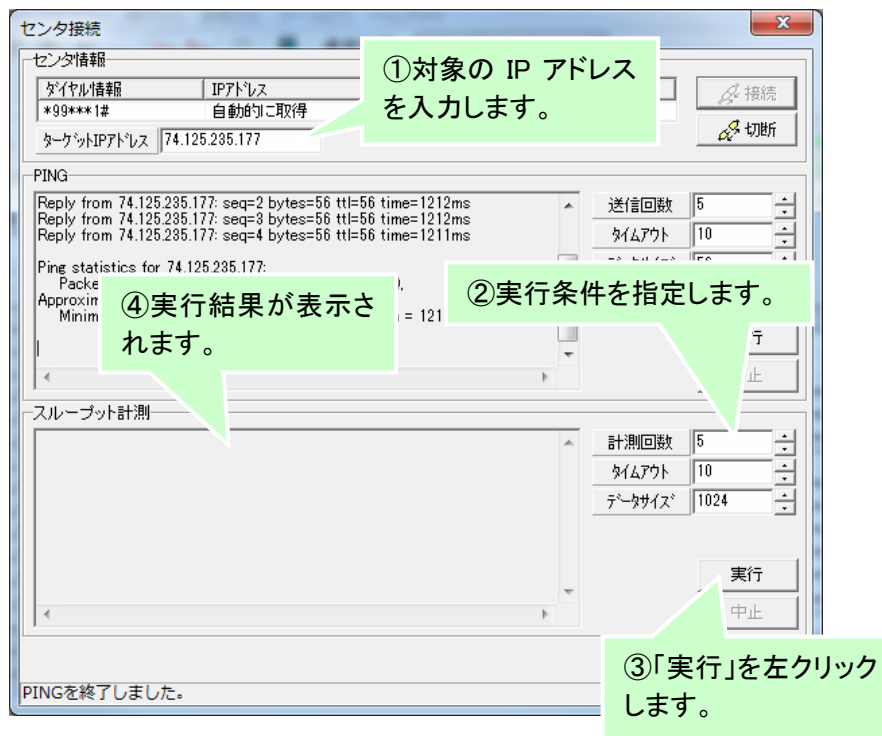 センタ接続
センタ情報
ダイヤル情報 IPアドレス
*99***1# 自動的に取得
ターゲットIPアドレス 74.125.235.177
接続
切断
①対象の IP アドレス
を入力します。
PING
Reply from 74.125.235.177: seq=2 bytes=56 ttl=56 time=1212ms
Reply from 74.125.235.177: seq=3 bytes=56 ttl=56 time=1212ms
Reply from 74.125.235.177: seq=4 bytes=56 ttl=56 time=1211ms
Ping statistics for 74.125.235.177:
送信回数 5
タイムアウト 10
②実行条件を指定します。
④実行結果が表示さ
れます。
= 121
スループット計測
計測回数 5
タイムアウト 10
データサイズ 1024
実行
中止
③「実行」を左クリック
します。
PINGを終了しました。